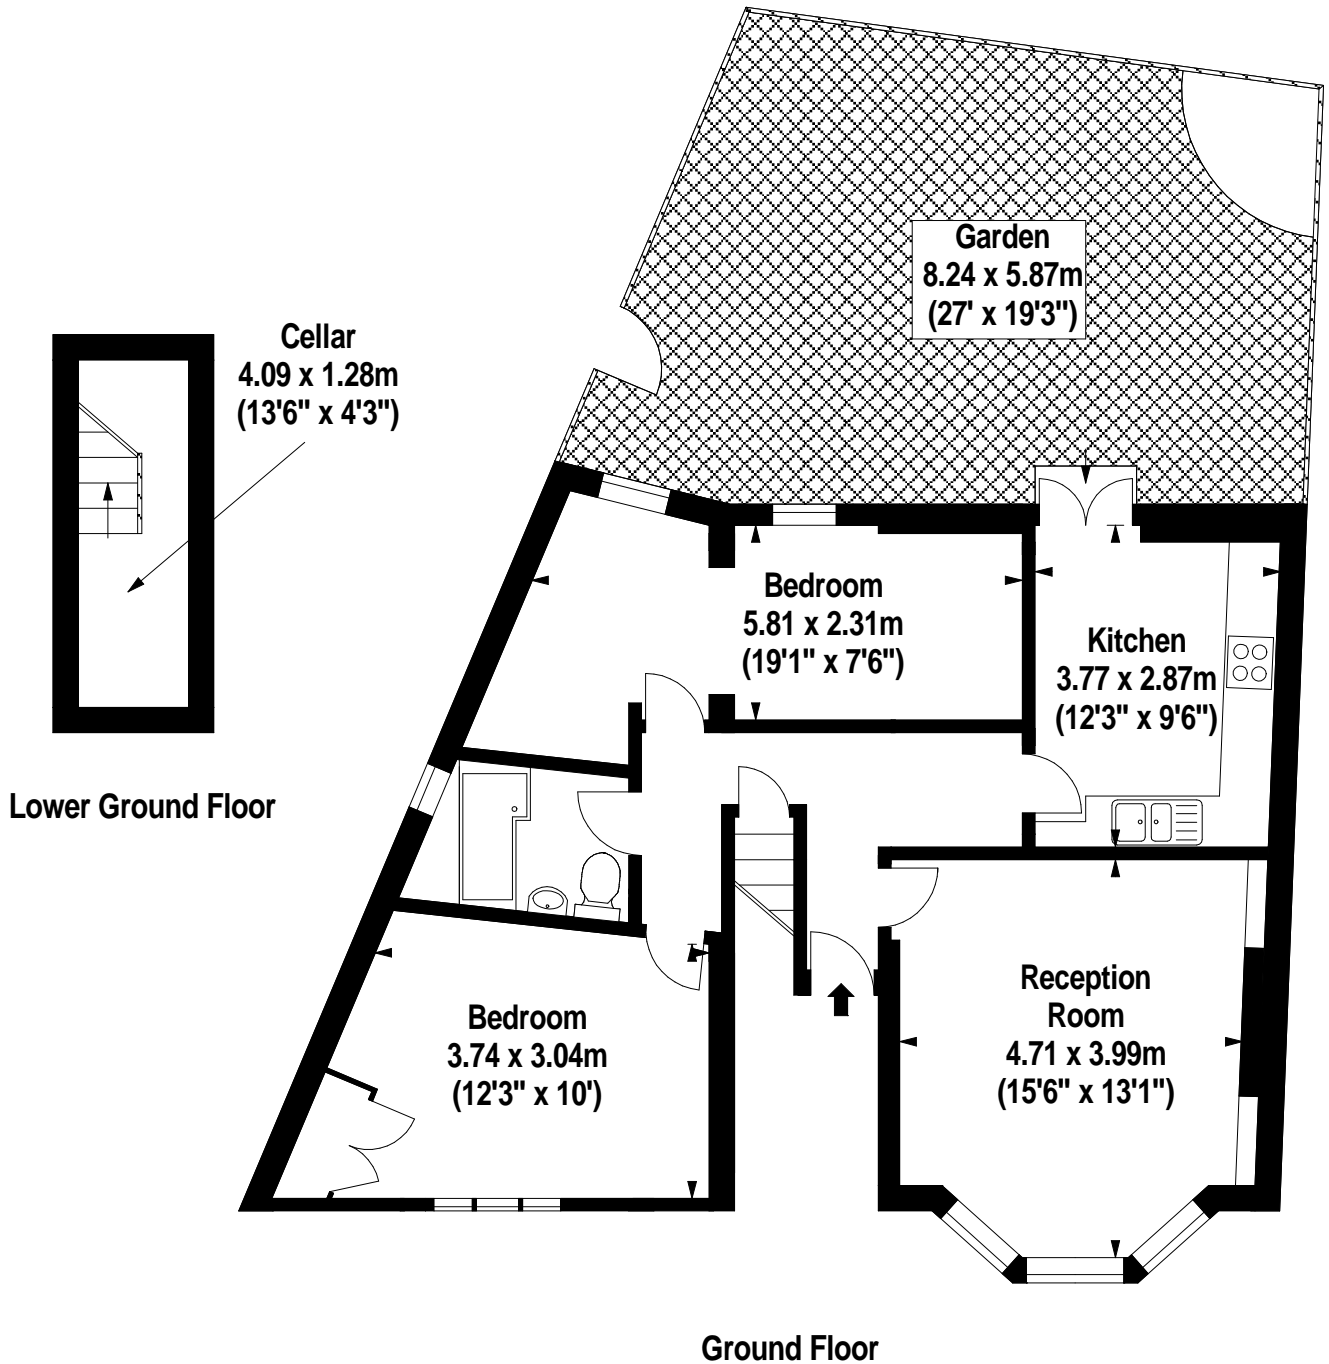 Garden
8.24 x 5.87m
(27' x 19'3")
Cellar
4.09 x 1.28m
(13'6" x 4'3")
Bedroom
5.81 x 2.31m
(19'1" x 7'6")
Kitchen
3.77 x 2.87m
(12'3" x 9'6")
Lower Ground Floor
Reception
Room
4.71 x 3.99m
(15'6" x 13'1")
Bedroom
3.74 x 3.04m
(12'3" x 10')
Ground Floor